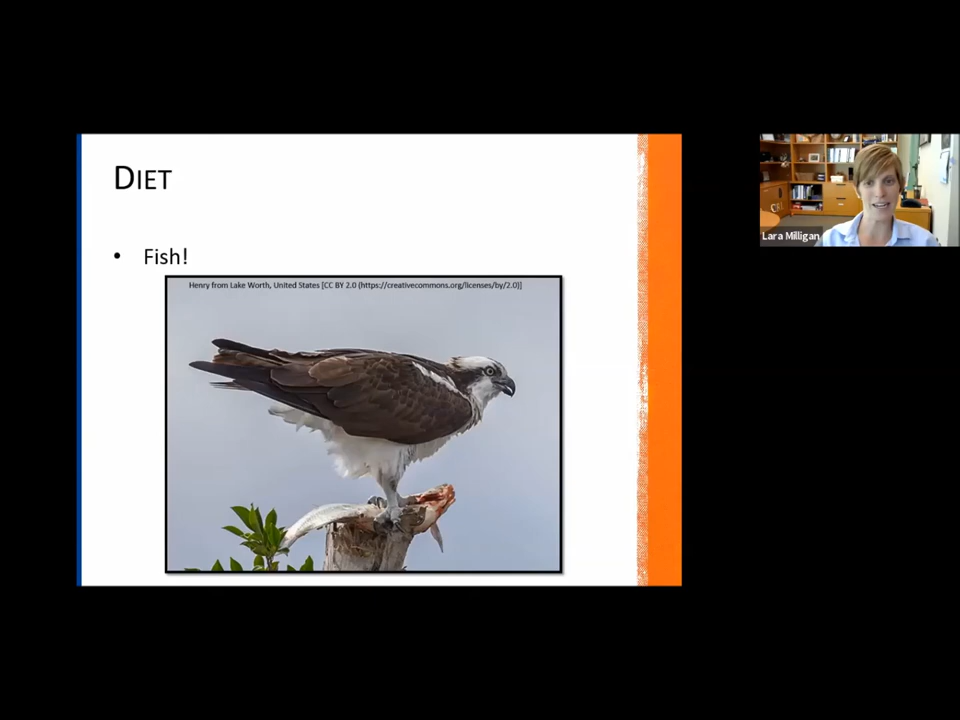 DIET
• Fish!
Henry from Lake Worth, United States [CC BY 2.0 (https://creativecommons.org/licenses/by/2.0)]
Lara Milligan